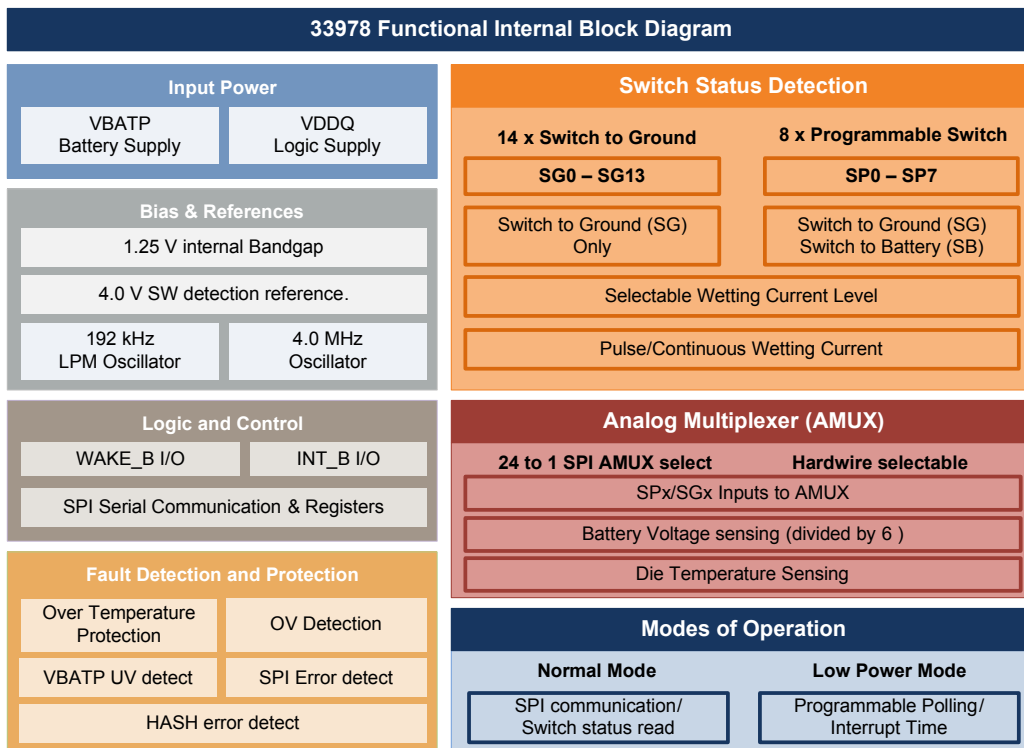 33978 Functional Internal Block Diagram
Input Power
VBATP
Battery Supply
VDDQ
Logic Supply
Bias & References
1.25 V internal Bandgap
4.0 V SW detection reference.
192 kHz
LPM Oscillator
4.0 MHz
Oscillator
Logic and Control
WAKE_B I/O
INT_B I/O
SPI Serial Communication & Registers
Fault Detection and Protection
Over Temperature
Protection
OV Detection
VBATP UV detect
SPI Error detect
HASH error detect
Switch Status Detection
14 x Switch to Ground
8 x Programmable Switch
SG0 – SG13
SP0 – SP7
Switch to Ground (SG)
Only
Switch to Ground (SG)
Switch to Battery (SB)
Selectable Wetting Current Level
Pulse/Continuous Wetting Current
Analog Multiplexer (AMUX)
24 to 1 SPI AMUX select
Hardwire selectable
SPx/SGx Inputs to AMUX
Battery Voltage sensing (divided by 6 )
Die Temperature Sensing
Modes of Operation
Normal Mode
Low Power Mode
SPI communication/
Switch status read
Programmable Polling/
Interrupt Time